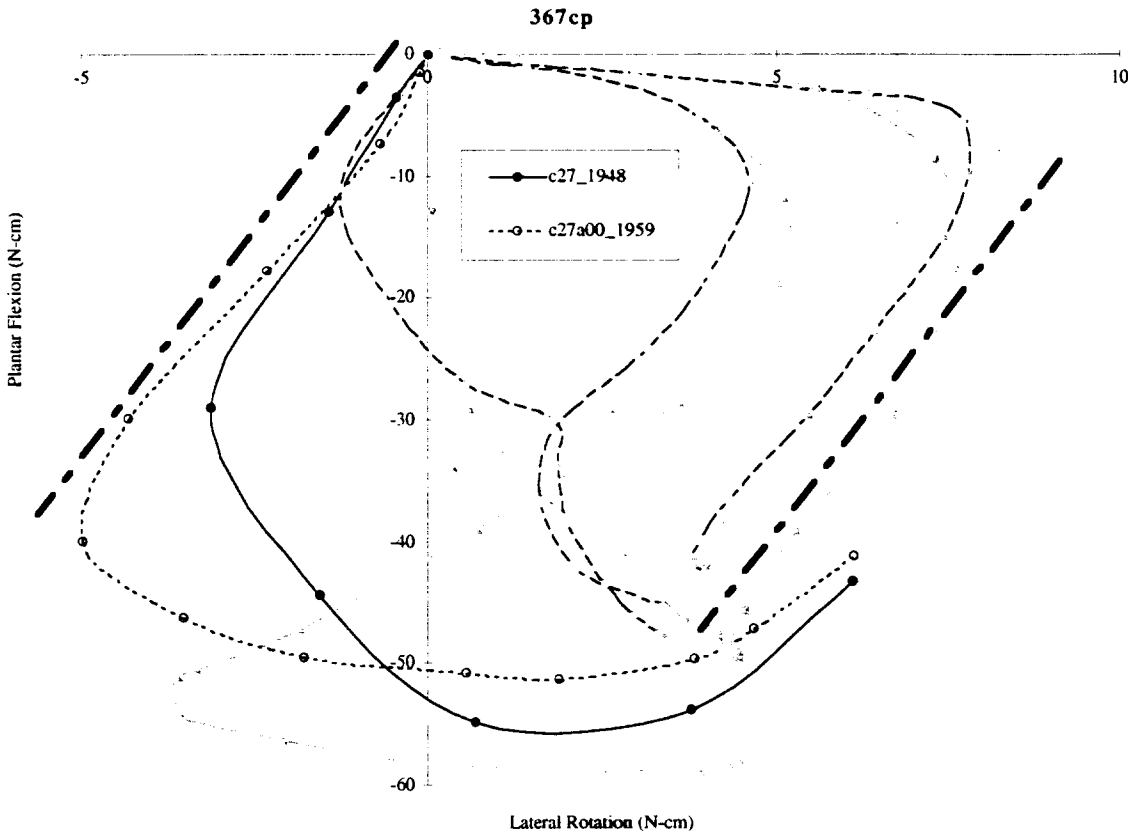 367cp
0
-5
0
5
10
c27_1948
-10
c27a00_1959
Plantar Flexion (N-cm)
-20
-30
-40
-50
-60
Lateral Rotation (N-cm)